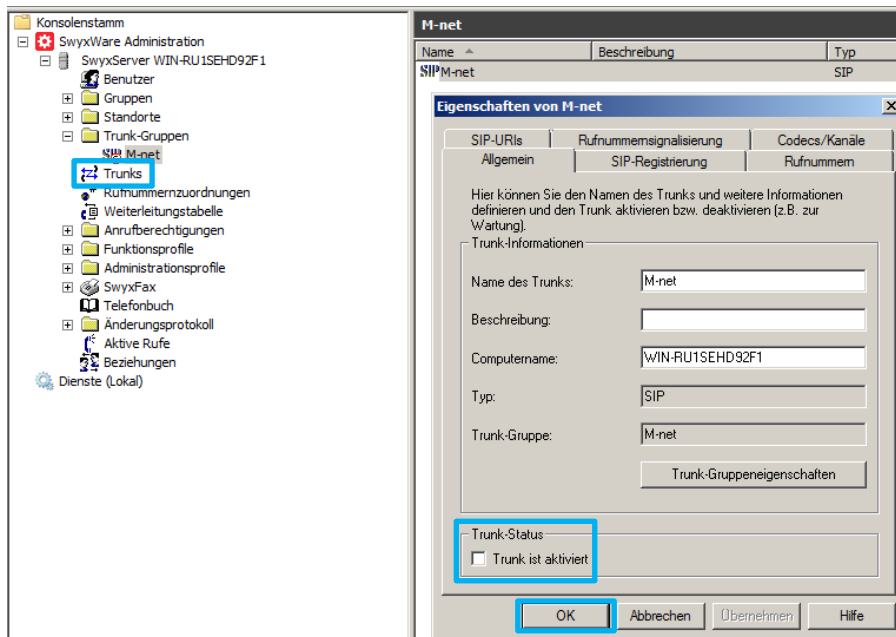 Konsolenstamm
SwyxWare Administration
SwyxServer WIN-RU1SEHD92F1
Benutzer
Gruppen
Standorte
Trunk-Gruppen
SIP M-net
Trunks
Rufnummernzuordnungen
Weiterleitungstabelle
Anrufberechtigungen
Funktionsprofile
Administrationsprofile
SwyxFax
Telefonbuch
Änderungsprotokoll
Aktive Rufe
Beziehungen
Dienste (Lokal)
M-net
Name Beschreibung Typ
SIP M-net SIP
Eigenschaften von M-net
SIP-URIs Rufnummernsignalisierung Codecs/Kanäle
Allgemein SIP-Registrierung Rufnummern
Hier können Sie den Namen des Trunks und weitere Informationen
definieren und den Trunk aktivieren bzw. deaktivieren (z.B. zur
Wartung).
Trunk-Informationen
Name des Trunks: M-net
Beschreibung:
Computername: WIN-RU1SEHD92F1
Typ: SIP
Trunk-Gruppe: M-net
Trunk-Gruppeneigenschaften
Trunk-Status
Trunk ist aktiviert
OK Abbrechen Übernehmen Hilfe